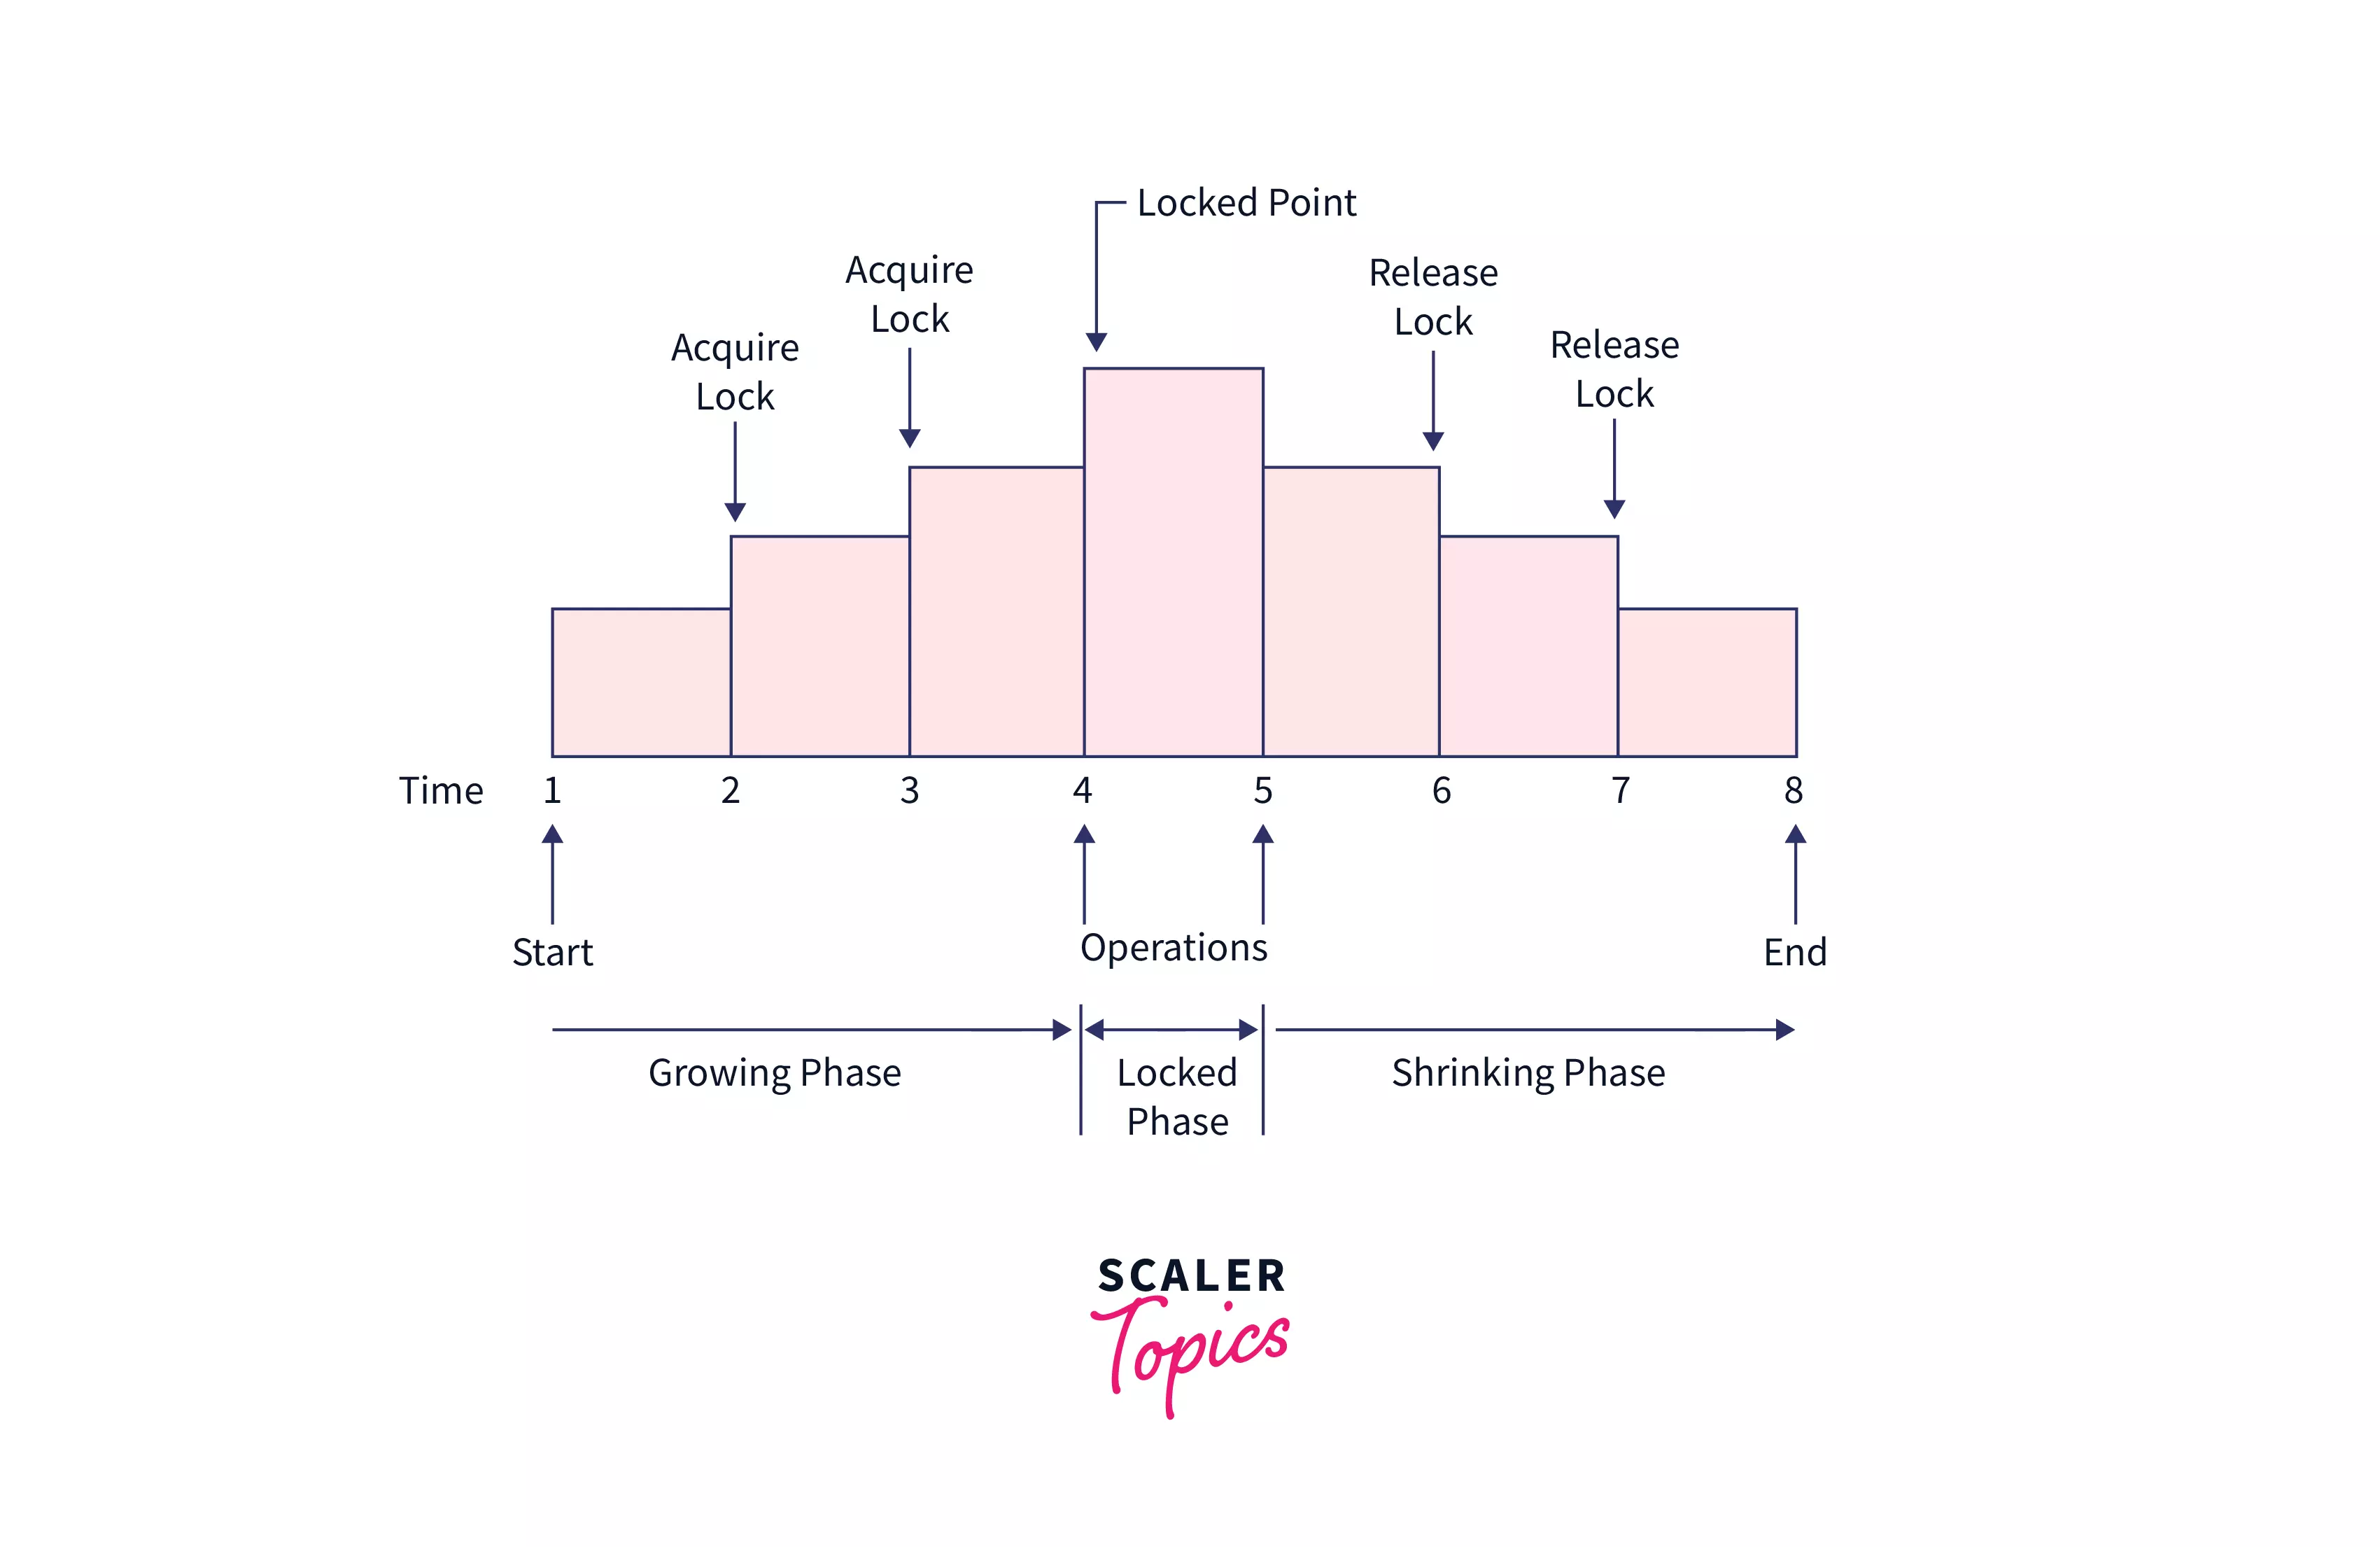 Locked Point
Acquire
Lock
Release
Lock
Acquire
Lock
Release
Lock
Time 1 2 3 4 5 6 7 8
Start
Operations
End
Growing Phase
Locked
Phase
Shrinking Phase
SCALER
Topics